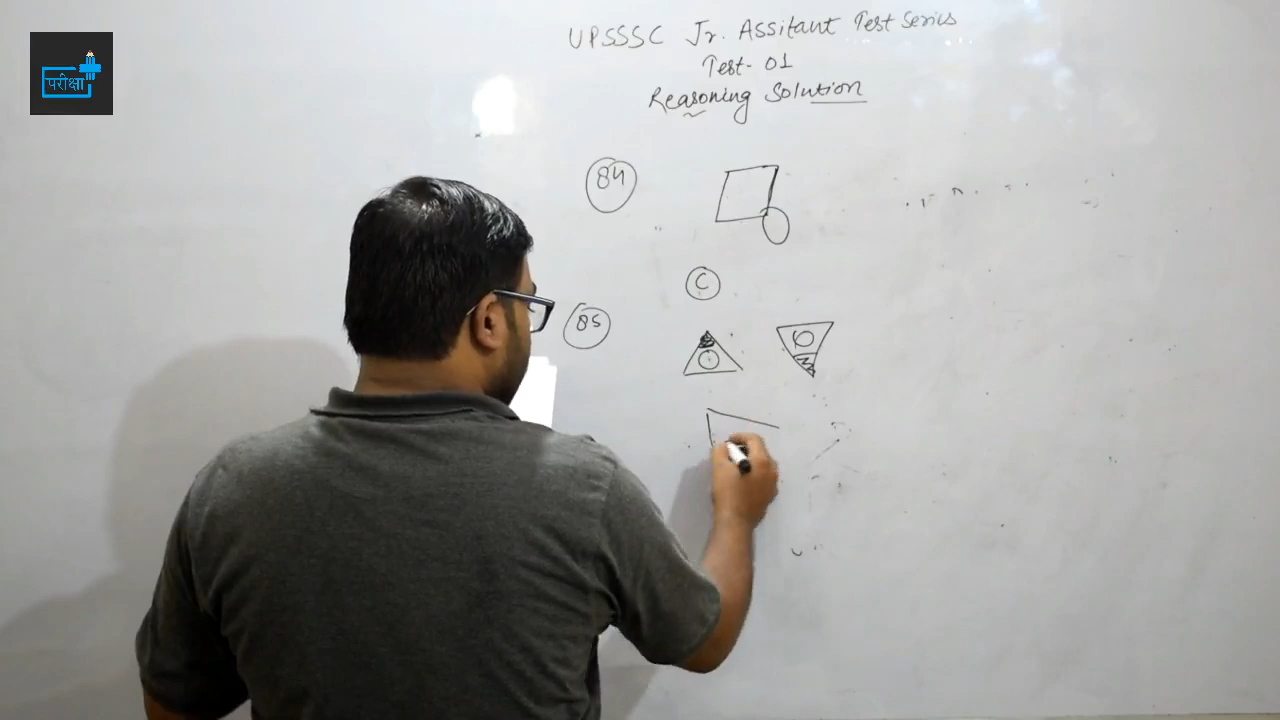 परीक्षा
UPSSSC Jr. Assitant Test Series
Test- 01
Reasoning Solution
84
C
85